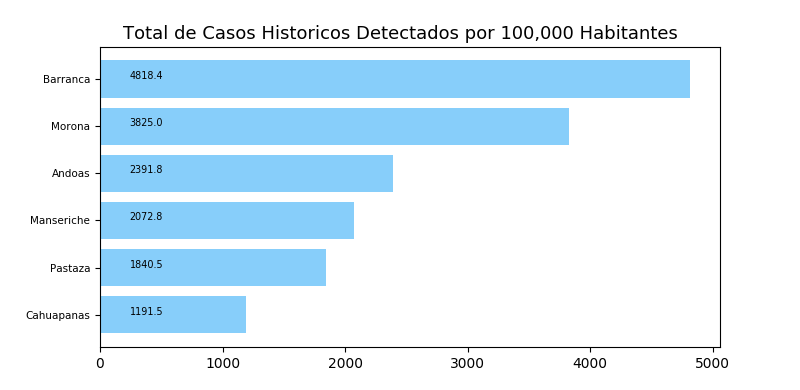 Total de Casos Historicos Detectados por 100,000 Habitantes
Barranca 4818.4
Morona 3825.0
Andoas 2391.8
Manseriche 2072.8
Pastaza 1840.5
Cahuapanas 1191.5
0 1000 2000 3000 4000 5000